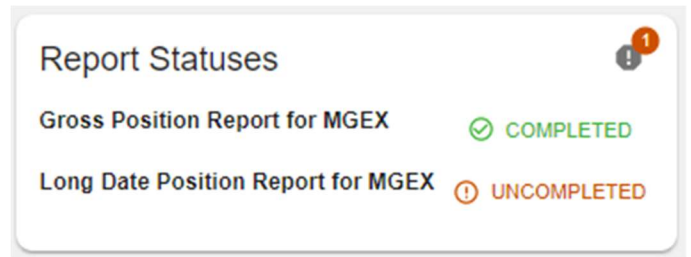 Report Statuses
1
Gross Position Report for MGEX COMPLETED
Long Date Position Report for MGEX UNCOMPLETED